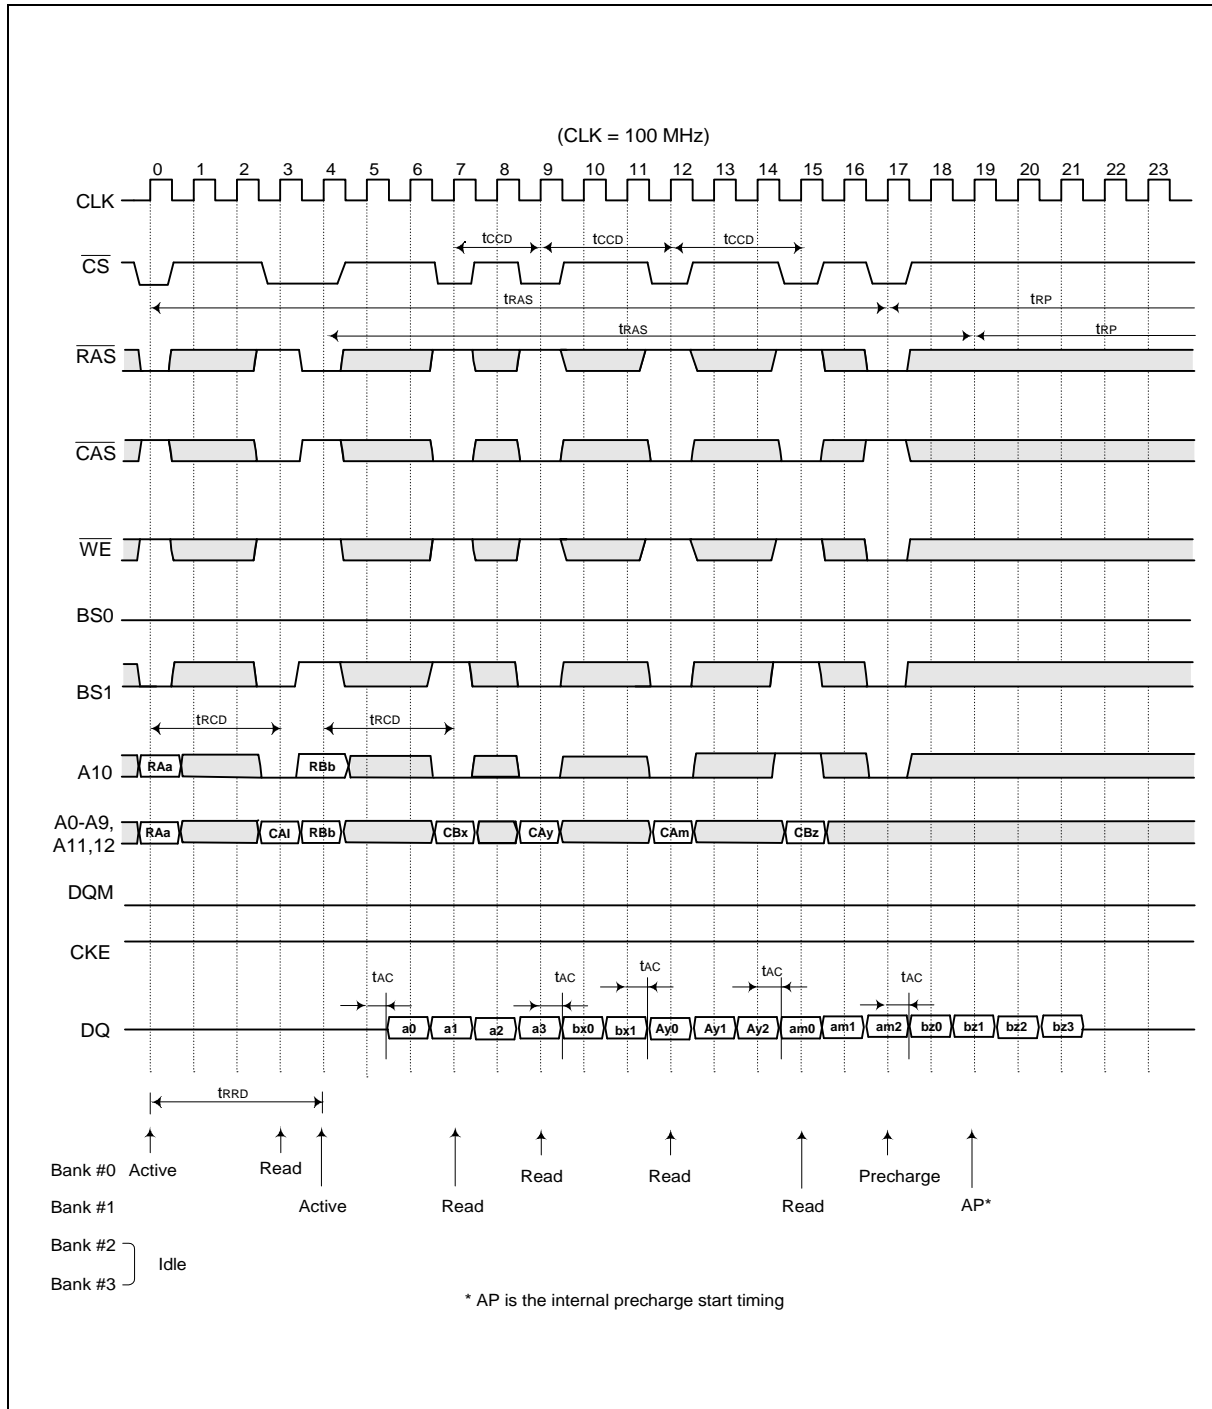 (CLK = 100 MHz)
0 1 2 3 4 5 6 7 8 9 10 11 12 13 14 15 16 17 18 19 20 21 22 23
CLK
tCCD tCCD tCCD
CS
tRAS tRP
tRAS tRP
RAS
CAS
WE
BS0
BS1
tRCD tRCD
A10 RAa RBb
A0-A9,
A11,12 RAa CAl RBb CBx CAy CAm CBz
DQM
CKE
tAC tAC tAC tAC tAC
DQ a0 a1 a2 a3 bx0 bx1 Ay0 Ay1 Ay2 am0 am1 am2 bz0 bz1 bz2 bz3
tRRD
Bank #0 Active Read Read Read Precharge
Bank #1 Active Read Read AP*
Bank #2
Idle
Bank #3
* AP is the internal precharge start timing